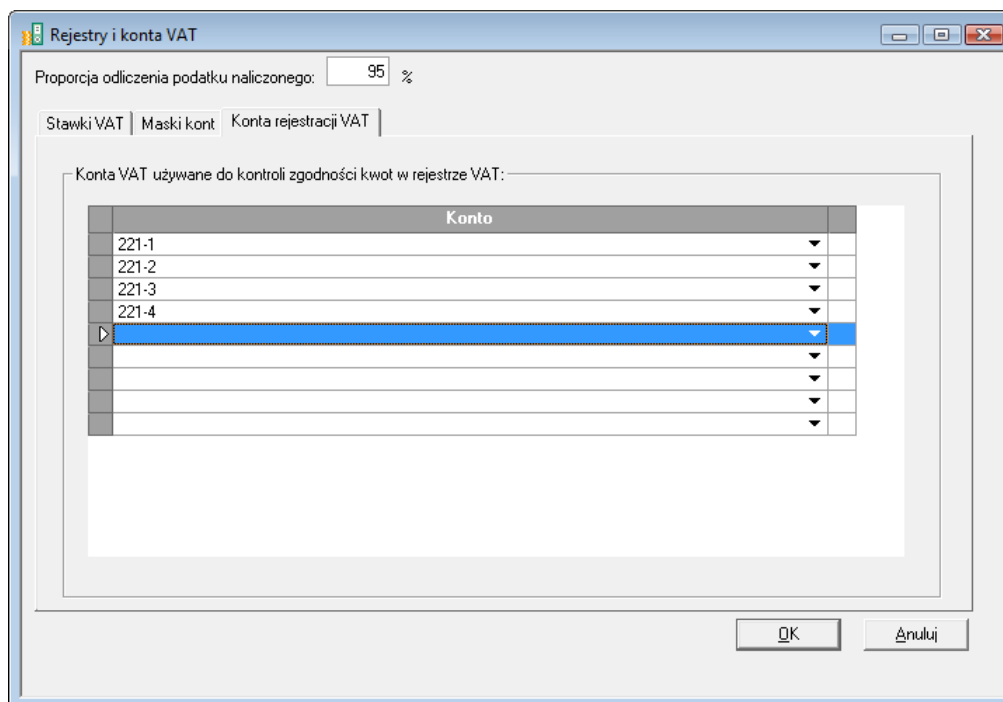 Rejestry i konta VAT
Proporcja odliczenia podatku naliczonego: 95 %
Stawki VAT Maski kont Konta rejestracji VAT
Konta VAT używane do kontroli zgodności kwot w rejestrze VAT:
Konto
221-1
221-2
221-3
221-4
OK Anuluj